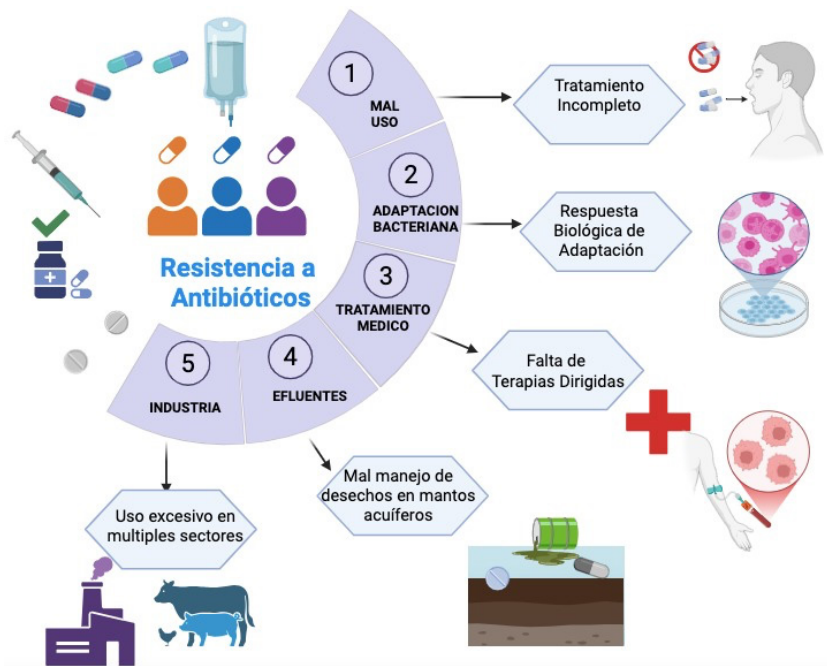 1
MAL
USO
Tratamiento
Incompleto
2
ADAPTACION
BACTERIANA
Respuesta
Biológica de
Adaptación
Resistencia a
Antibióticos
3
TRATAMIENTO
MEDICO
Falta de
Terapias Dirigidas
4
EFLUENTES
Mal manejo de
desechos en mantos
acuíferos
5
INDUSTRIA
Uso excesivo en
multiples sectores